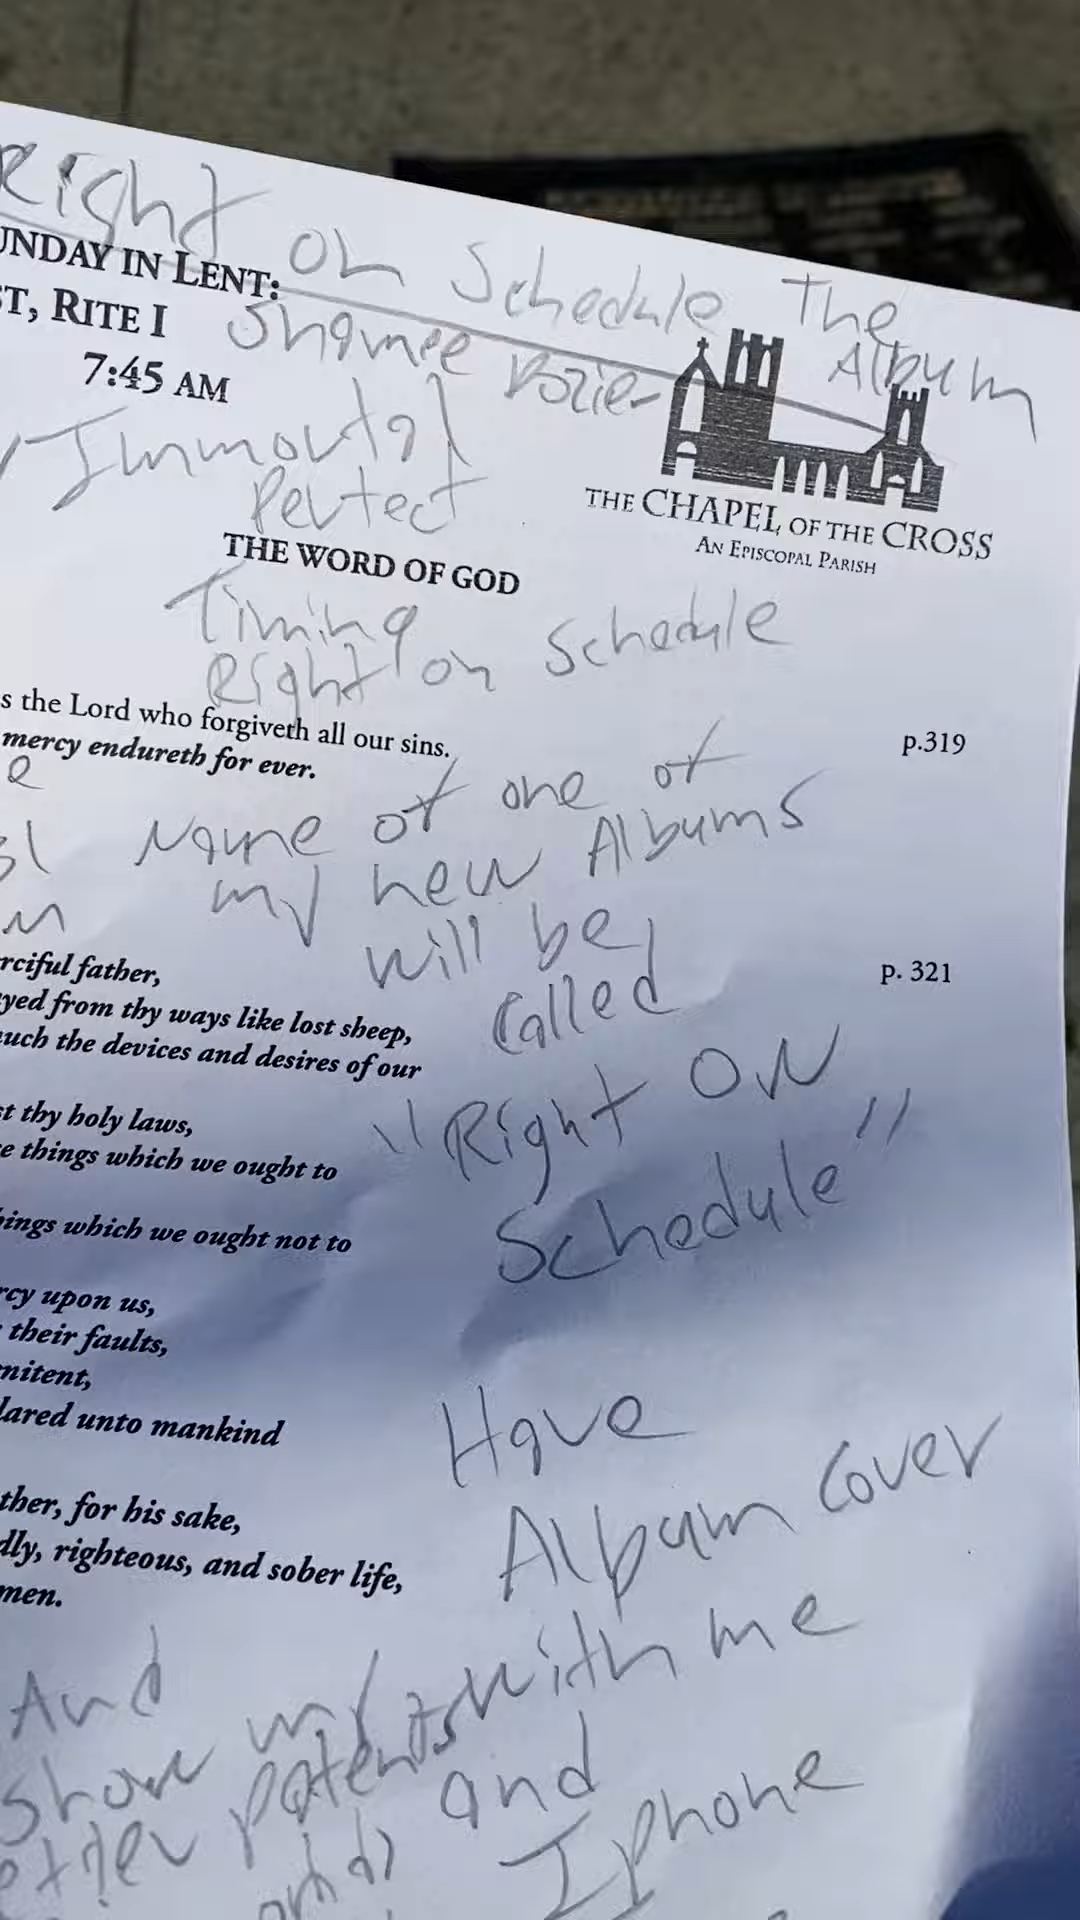 Right on Schedule The Album
UNDAY IN LENT:
ST, RITE I
Shamee Bozier
7:45 AM
Immortal
Perfect
THE CHAPEL OF THE CROSS
AN EPISCOPAL PARISH
THE WORD OF GOD
Timing
Right on Schedule
s the Lord who forgiveth all our sins. p.319
mercy endureth for ever.
Name of one of
my new Albums
will be
Called
rciful father, p. 321
yed from thy ways like lost sheep,
uch the devices and desires of our
"Right ON
Schedule"
st thy holy laws,
e things which we ought to
hings which we ought not to
rcy upon us,
their faults,
nitent,
lared unto mankind
Have
Album Cover
with me
and
Iphone
ther, for his sake,
dly, righteous, and sober life,
men.
And
show my
patents